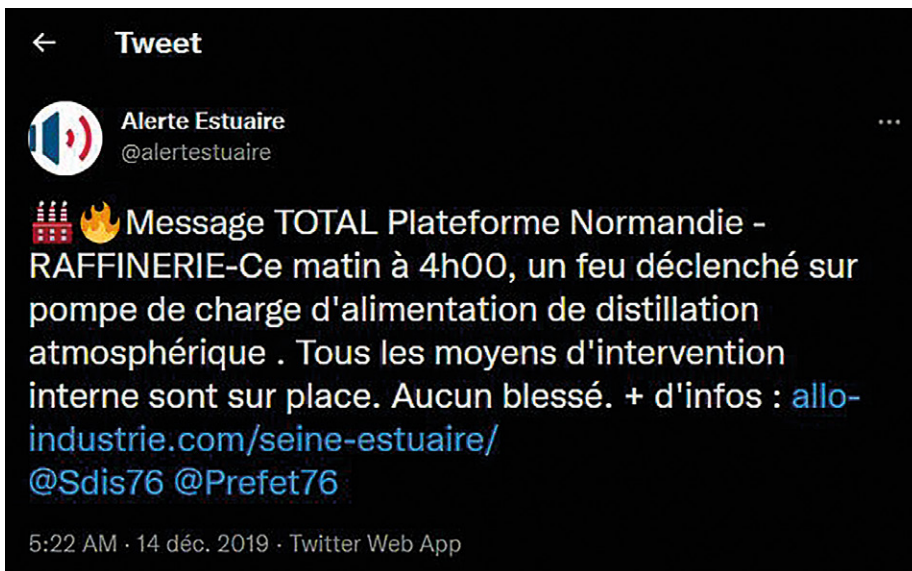 ← Tweet
Alerte Estuaire
@alertestuaire
🏭🔥Message TOTAL Plateforme Normandie -
RAFFINERIE-Ce matin à 4h00, un feu déclenché sur
pompe de charge d'alimentation de distillation
atmosphérique . Tous les moyens d'intervention
interne sont sur place. Aucun blessé. + d'infos : allo-
industrie.com/seine-estuaire/
@Sdis76 @Prefet76
5:22 AM · 14 déc. 2019 · Twitter Web App